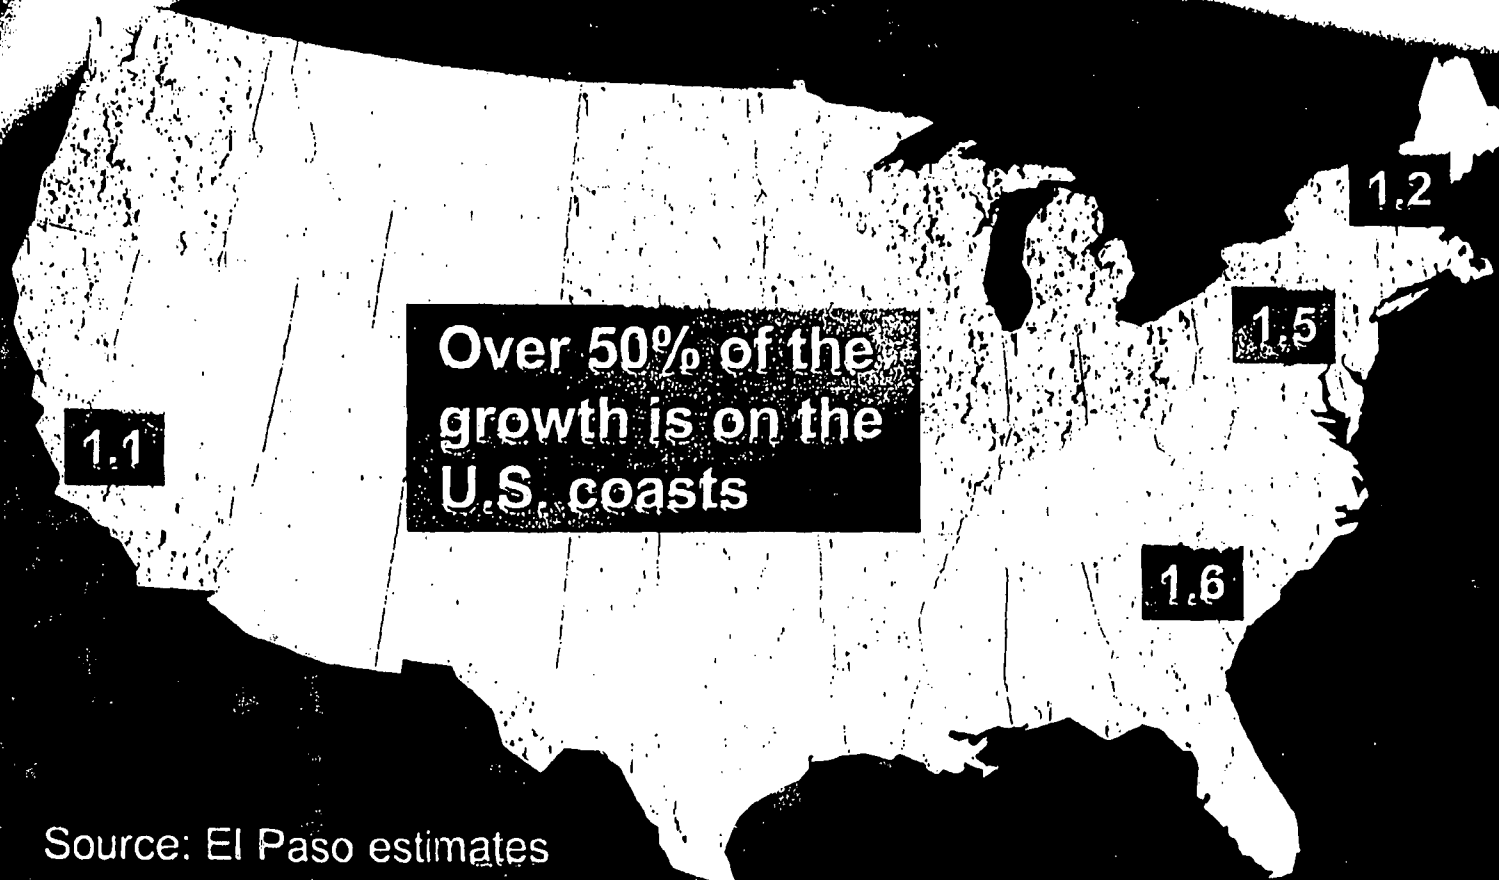 1.2
1.5
Over 50% of the
growth is on the
U.S. coasts
1.1
1.6
Source: El Paso estimates